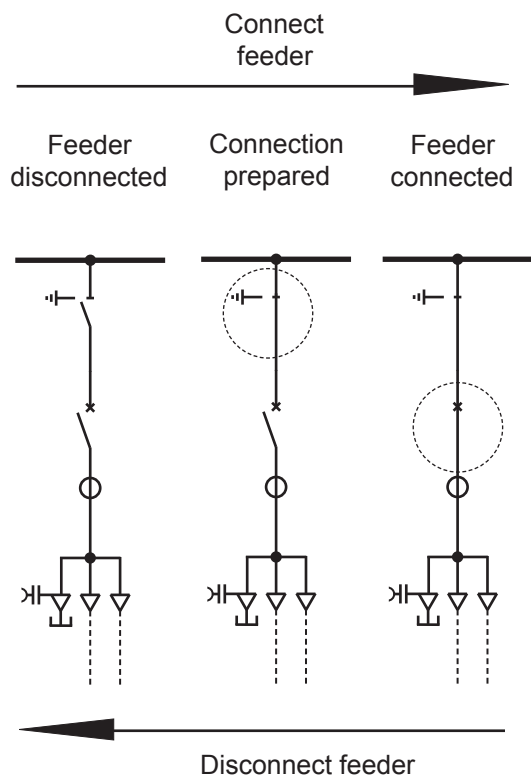 Connect
feeder
Feeder
disconnected
Connection
prepared
Feeder
connected
Disconnect feeder